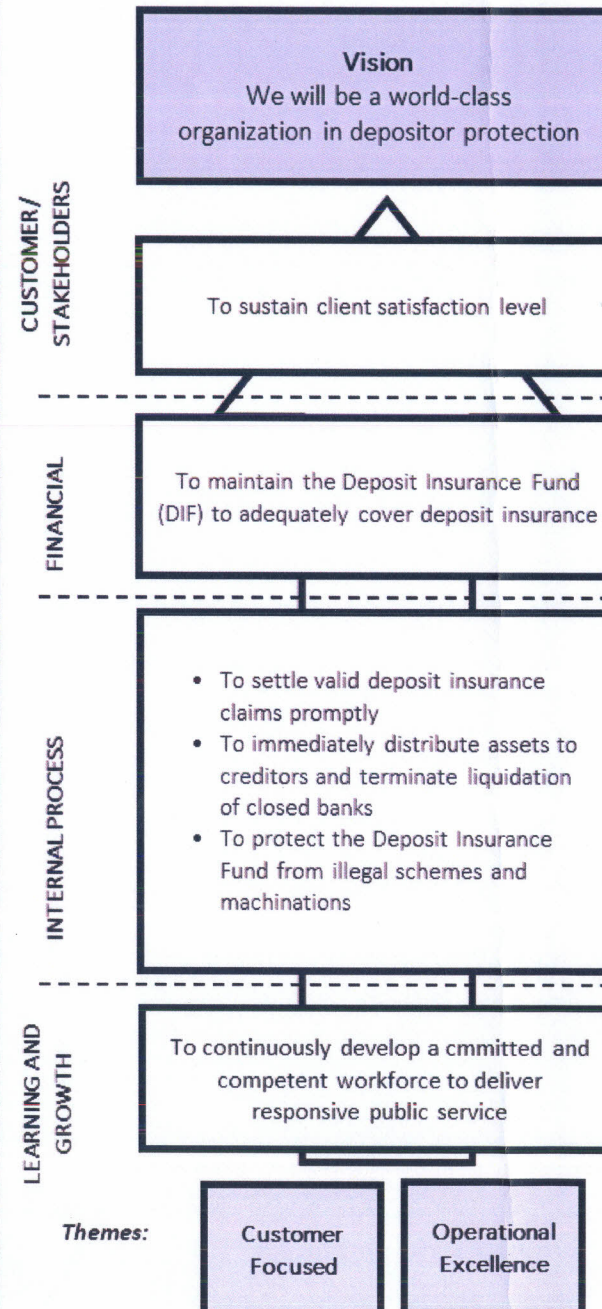 Vision
We will be a world-class
organization in depositor protection
CUSTOMER/
STAKEHOLDERS
To sustain client satisfaction level
FINANCIAL
To maintain the Deposit Insurance Fund
(DIF) to adequately cover deposit insurance
INTERNAL PROCESS
• To settle valid deposit insurance
claims promptly
• To immediately distribute assets to
creditors and terminate liquidation
of closed banks
• To protect the Deposit Insurance
Fund from illegal schemes and
machinations
LEARNING AND
GROWTH
To continuously develop a cmmitted and
competent workforce to deliver
responsive public service
Themes:
Customer
Focused
Operational
Excellence